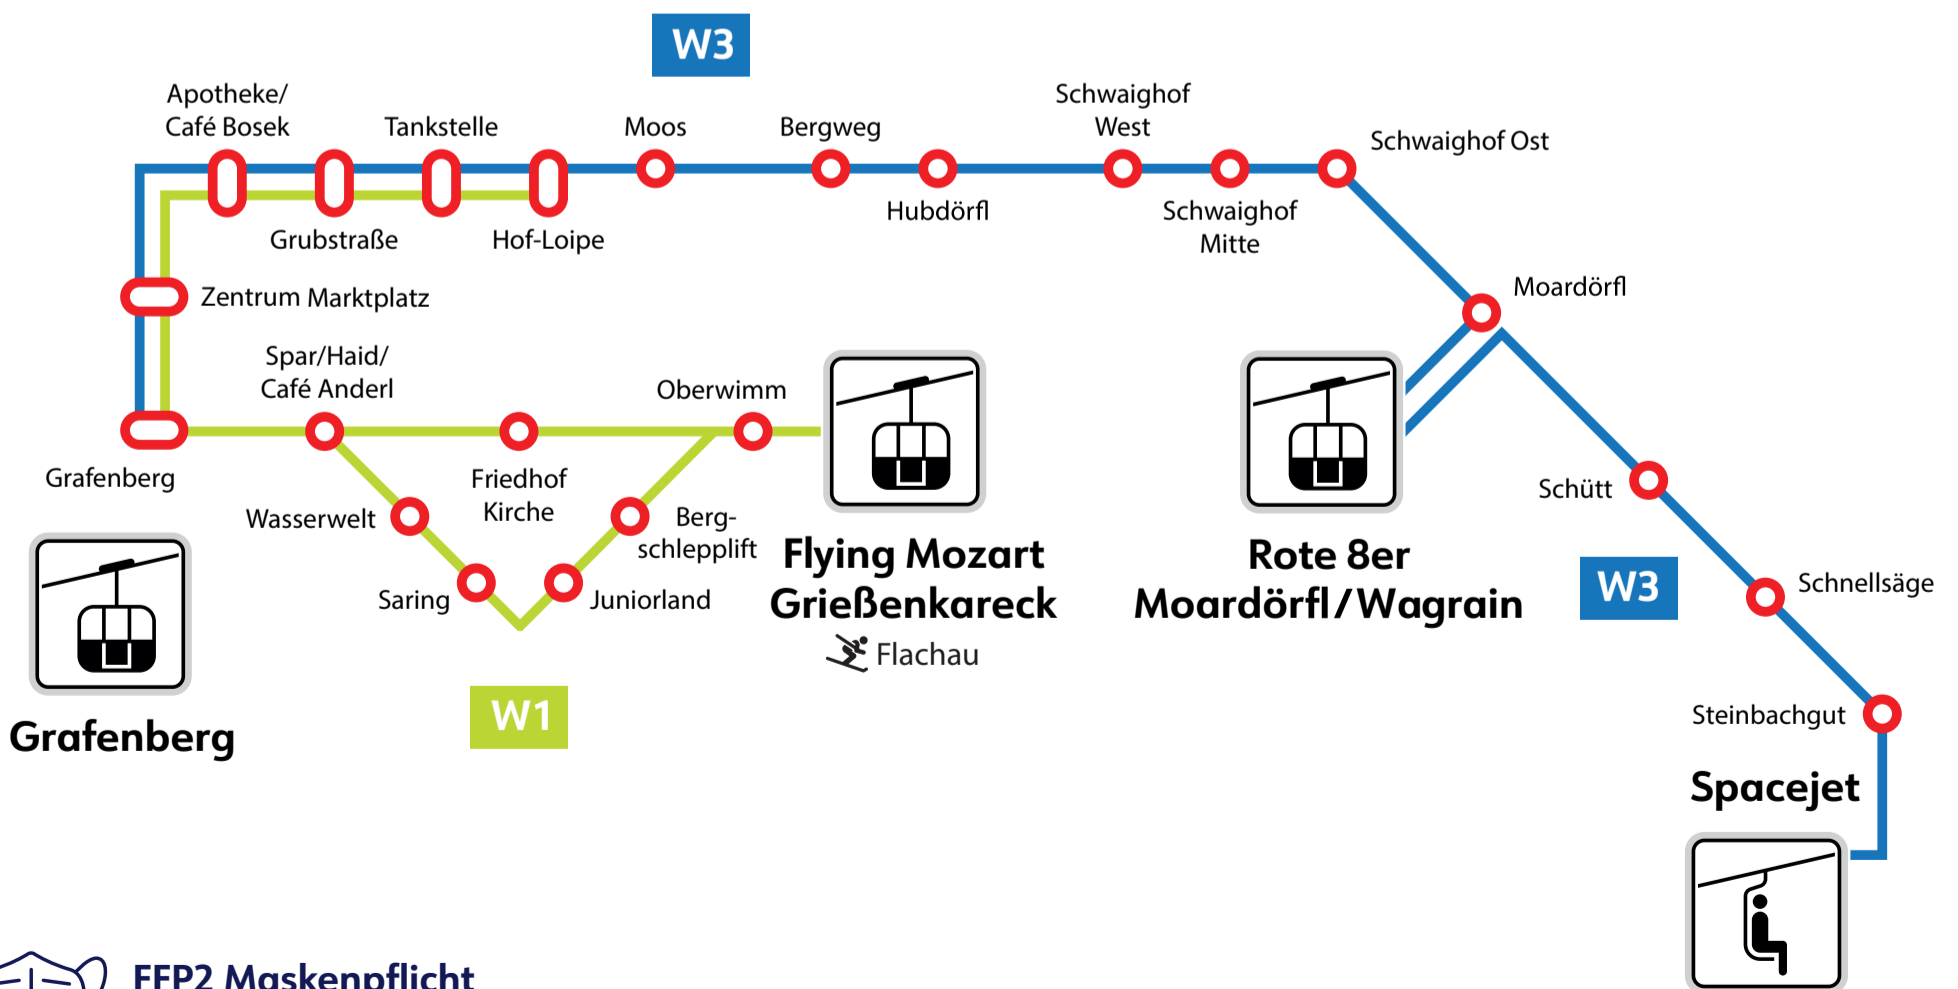 W3
Apotheke/
Café Bosek
Tankstelle
Moos
Bergweg
Schwaighof
West
Schwaighof Ost
Grubstraße
Hof-Loipe
Hubdörfl
Schwaighof
Mitte
Zentrum Marktplatz
Moardörfl
Spar/Haid/
Café Anderl
Oberwimm
Grafenberg
Friedhof
Kirche
Wasserwelt
Berg-
schlepplift
Saring
Juniorland
Schütt
Flying Mozart
Grießenkareck
Flachau
Rote 8er
Moardörfl/Wagrain
W3
Schnellsäge
W1
Grafenberg
Steinbachgut
Spacejet
FFP2 Maskenpflicht